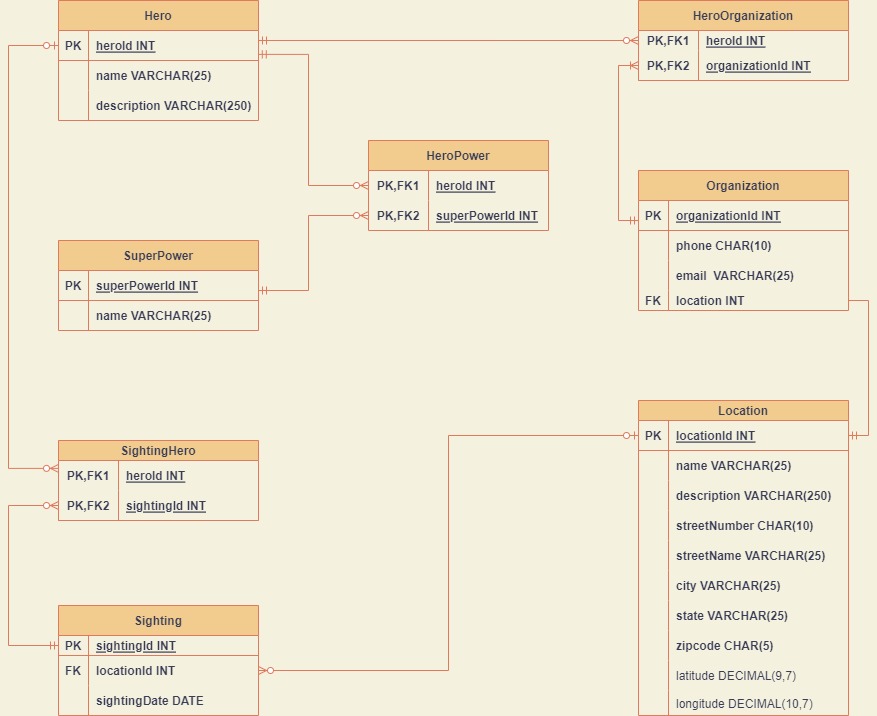 Hero
PK heroId INT
name VARCHAR(25)
description VARCHAR(250)
HeroOrganization
PK,FK1 heroId INT
PK,FK2 organizationId INT
HeroPower
PK,FK1 heroId INT
PK,FK2 superPowerId INT
Organization
PK organizationId INT
phone CHAR(10)
email VARCHAR(25)
FK location INT
SuperPower
PK superPowerId INT
name VARCHAR(25)
SightingHero
PK,FK1 heroId INT
PK,FK2 sightingId INT
Location
PK locationId INT
name VARCHAR(25)
description VARCHAR(250)
streetNumber CHAR(10)
streetName VARCHAR(25)
city VARCHAR(25)
state VARCHAR(25)
zipcode CHAR(5)
latitude DECIMAL(9,7)
longitude DECIMAL(10,7)
Sighting
PK sightingId INT
FK locationId INT
sightingDate DATE